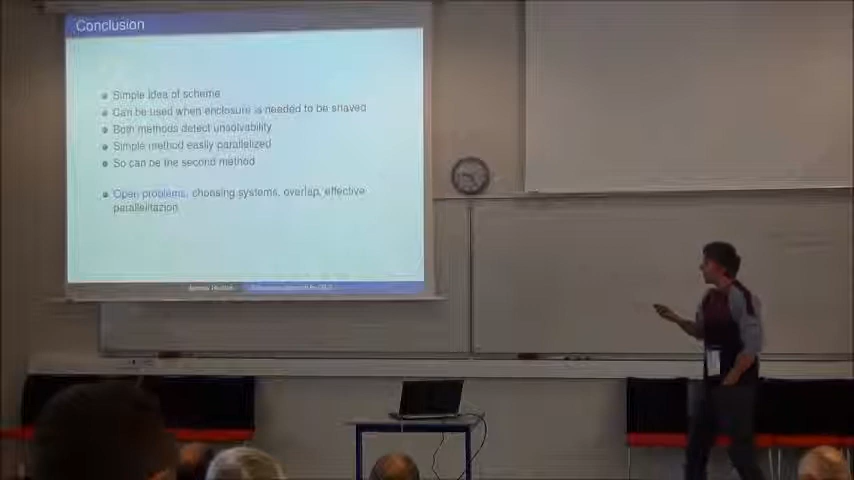 Conclusion
Simple idea of scheme
Can be used when enclosure is needed to be shaved
Both methods detect unsolvability
Simple method easily parallelized
So can be the second method
Open problems, choosing systems, overlap, effective
parallelitazion